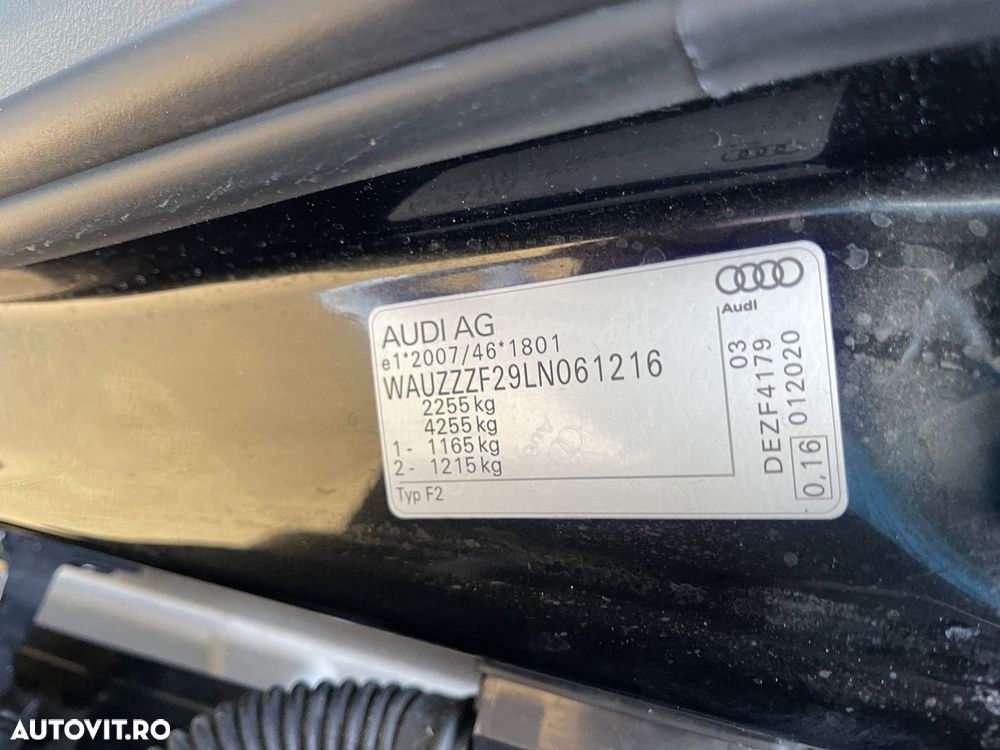 AUDI AG
e1*2007/46*1801
WAUZZZF29LN061216
2255 kg
4255 kg
1 - 1165 kg
2 - 1215 kg
Typ F2
Audi
03
DEZF4179
0,16 012020
AUTOVIT.RO